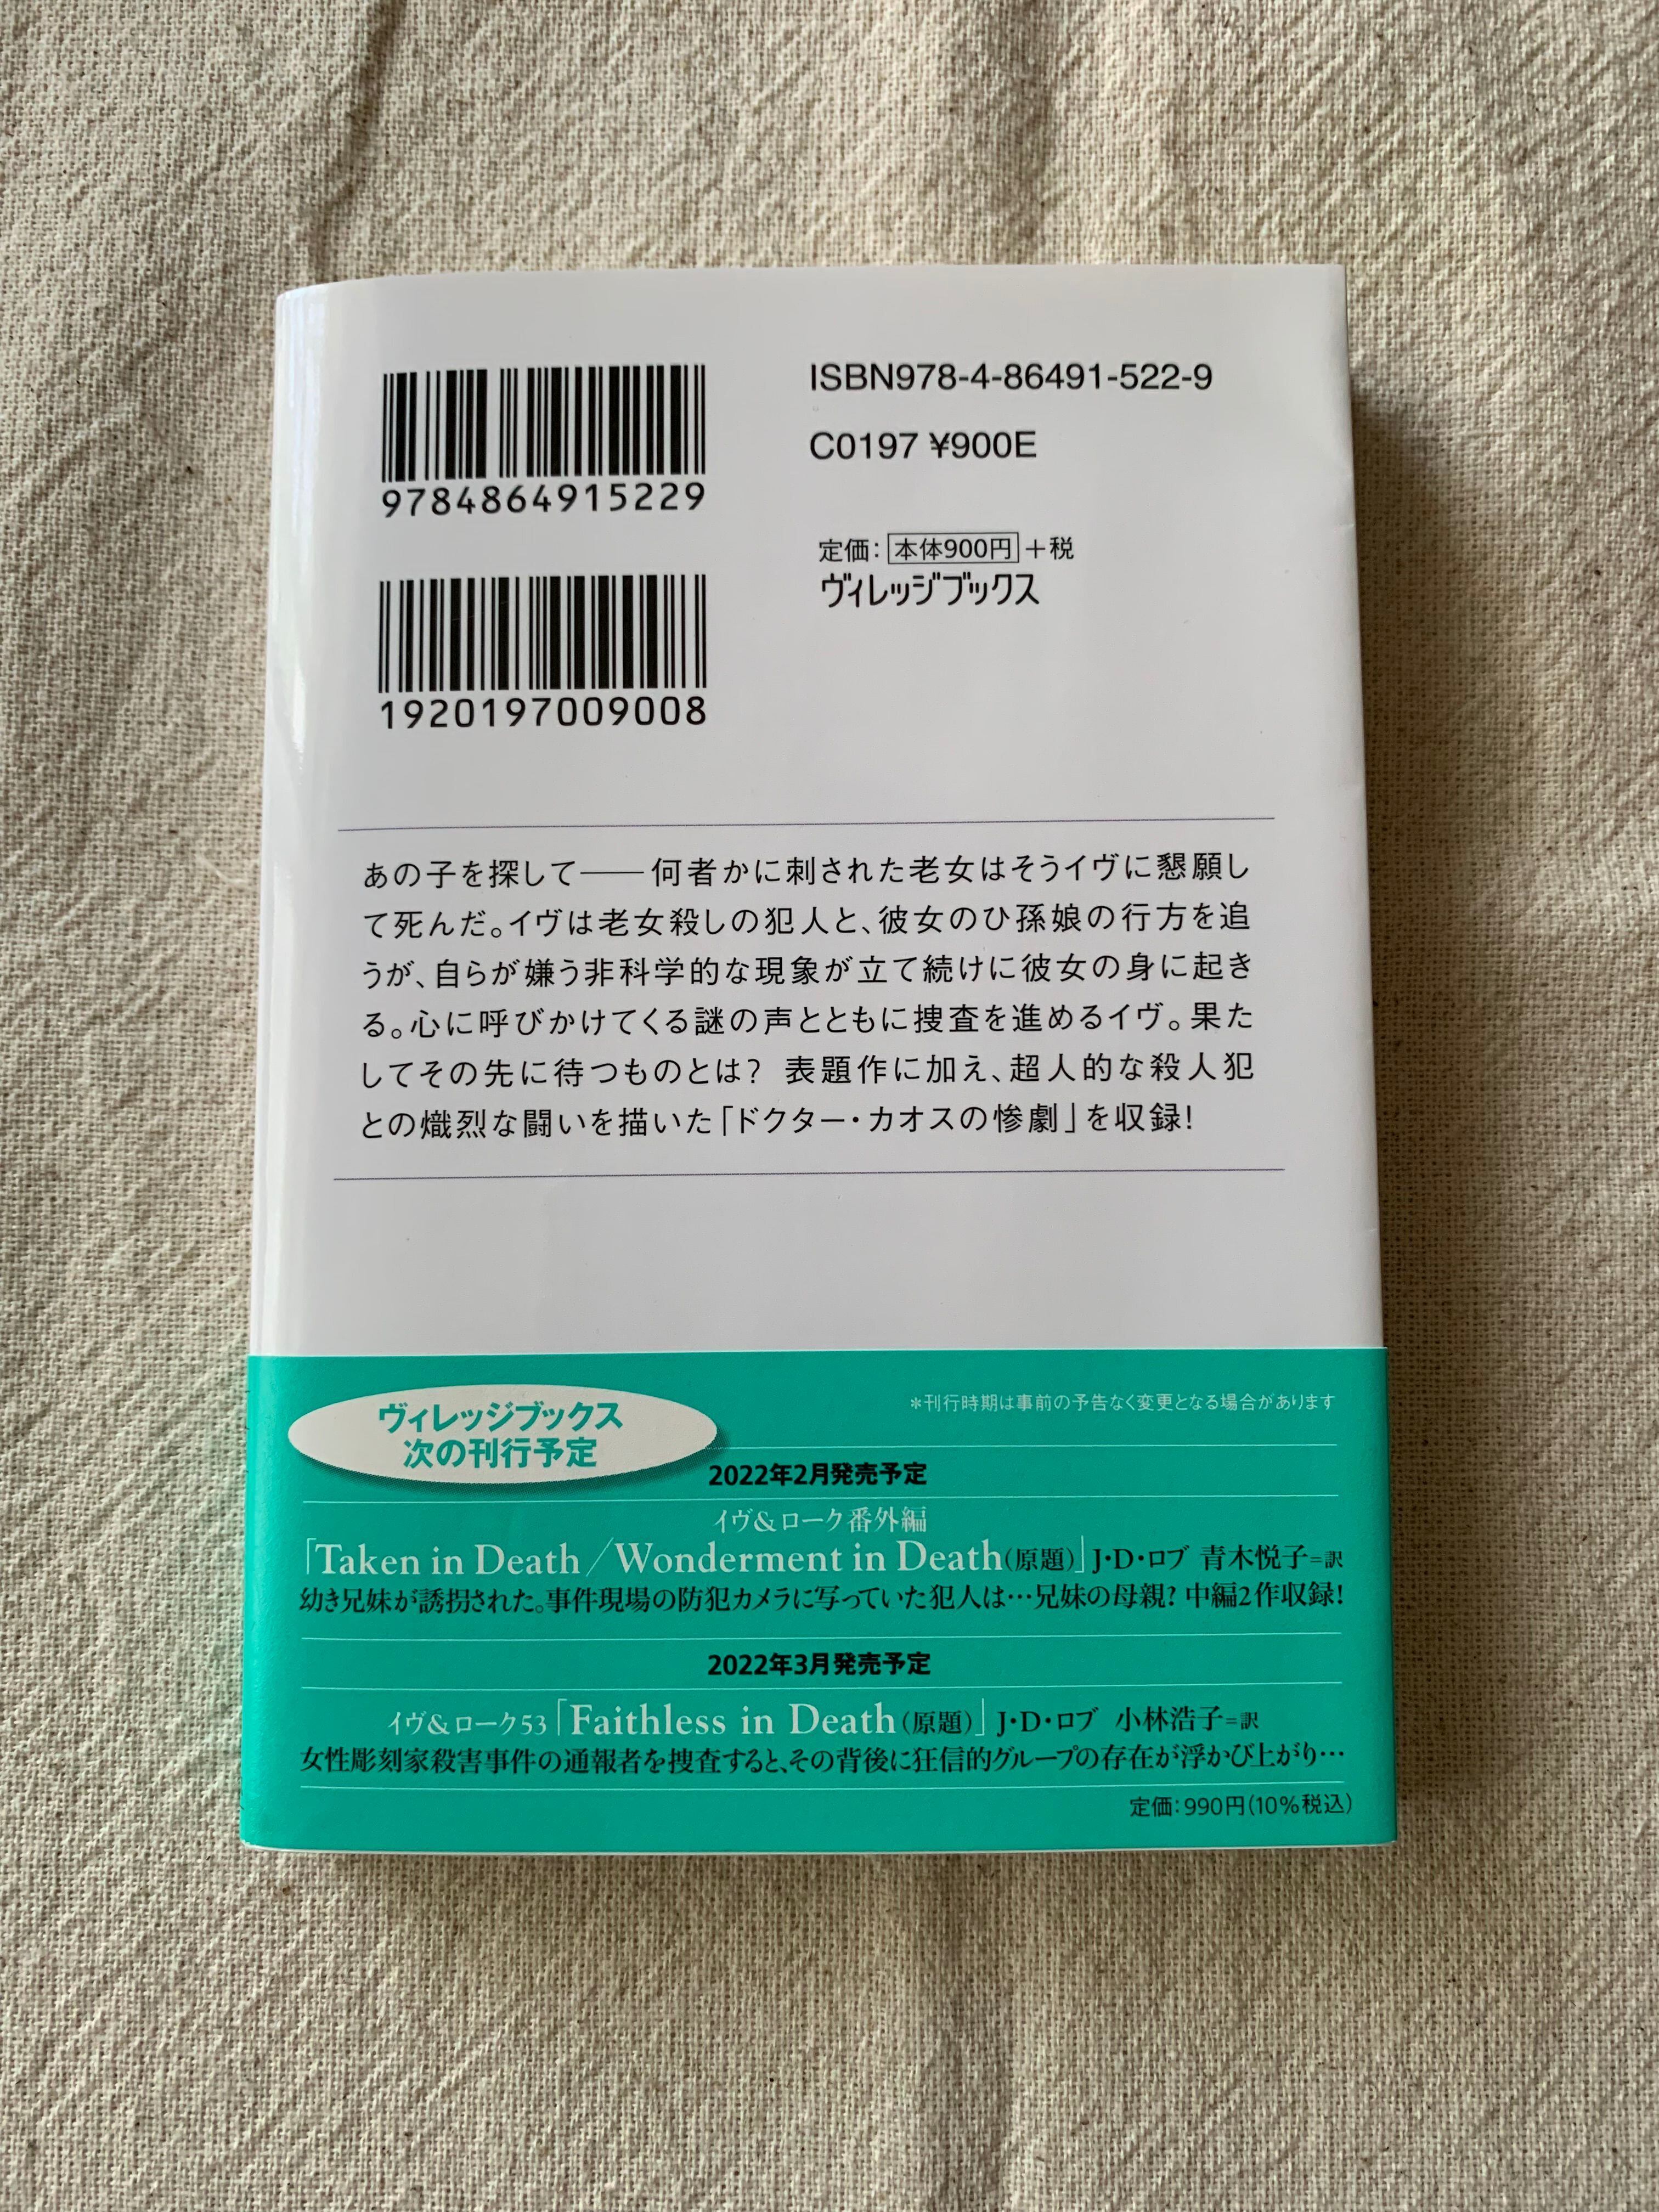 9784864915229
1920197009008
ISBN978-4-86491-522-9
C0197 ¥900E
定価：本体900円＋税
ヴィレッジブックス
あの子を探して——何者かに刺された老女はそうイヴに懇願し
て死んだ。イヴは老女殺しの犯人と、彼女のひ孫娘の行方を追
うが、自らが嫌う非科学的な現象が立て続けに彼女の身に起き
る。心に呼びかけてくる謎の声とともに捜査を進めるイヴ。果た
してその先に待つものとは？ 表題作に加え、超人的な殺人犯
との熾烈な闘いを描いた「ドクター・カオスの惨劇」を収録！
ヴィレッジブックス
次の刊行予定
＊刊行時期は事前の予告なく変更となる場合があります
2022年2月発売予定
イヴ＆ローク番外編
「Taken in Death／Wonderment in Death（原題）」J・D・ロブ 青木悦子＝訳
幼き兄妹が誘拐された。事件現場の防犯カメラに写っていた犯人は…兄妹の母親？ 中編2作収録！
2022年3月発売予定
イヴ＆ローク53「Faithless in Death（原題）」J・D・ロブ 小林浩子＝訳
女性彫刻家殺害事件の通報者を捜査すると、その背後に狂信的グループの存在が浮かび上がり…
定価：990円（10％税込）